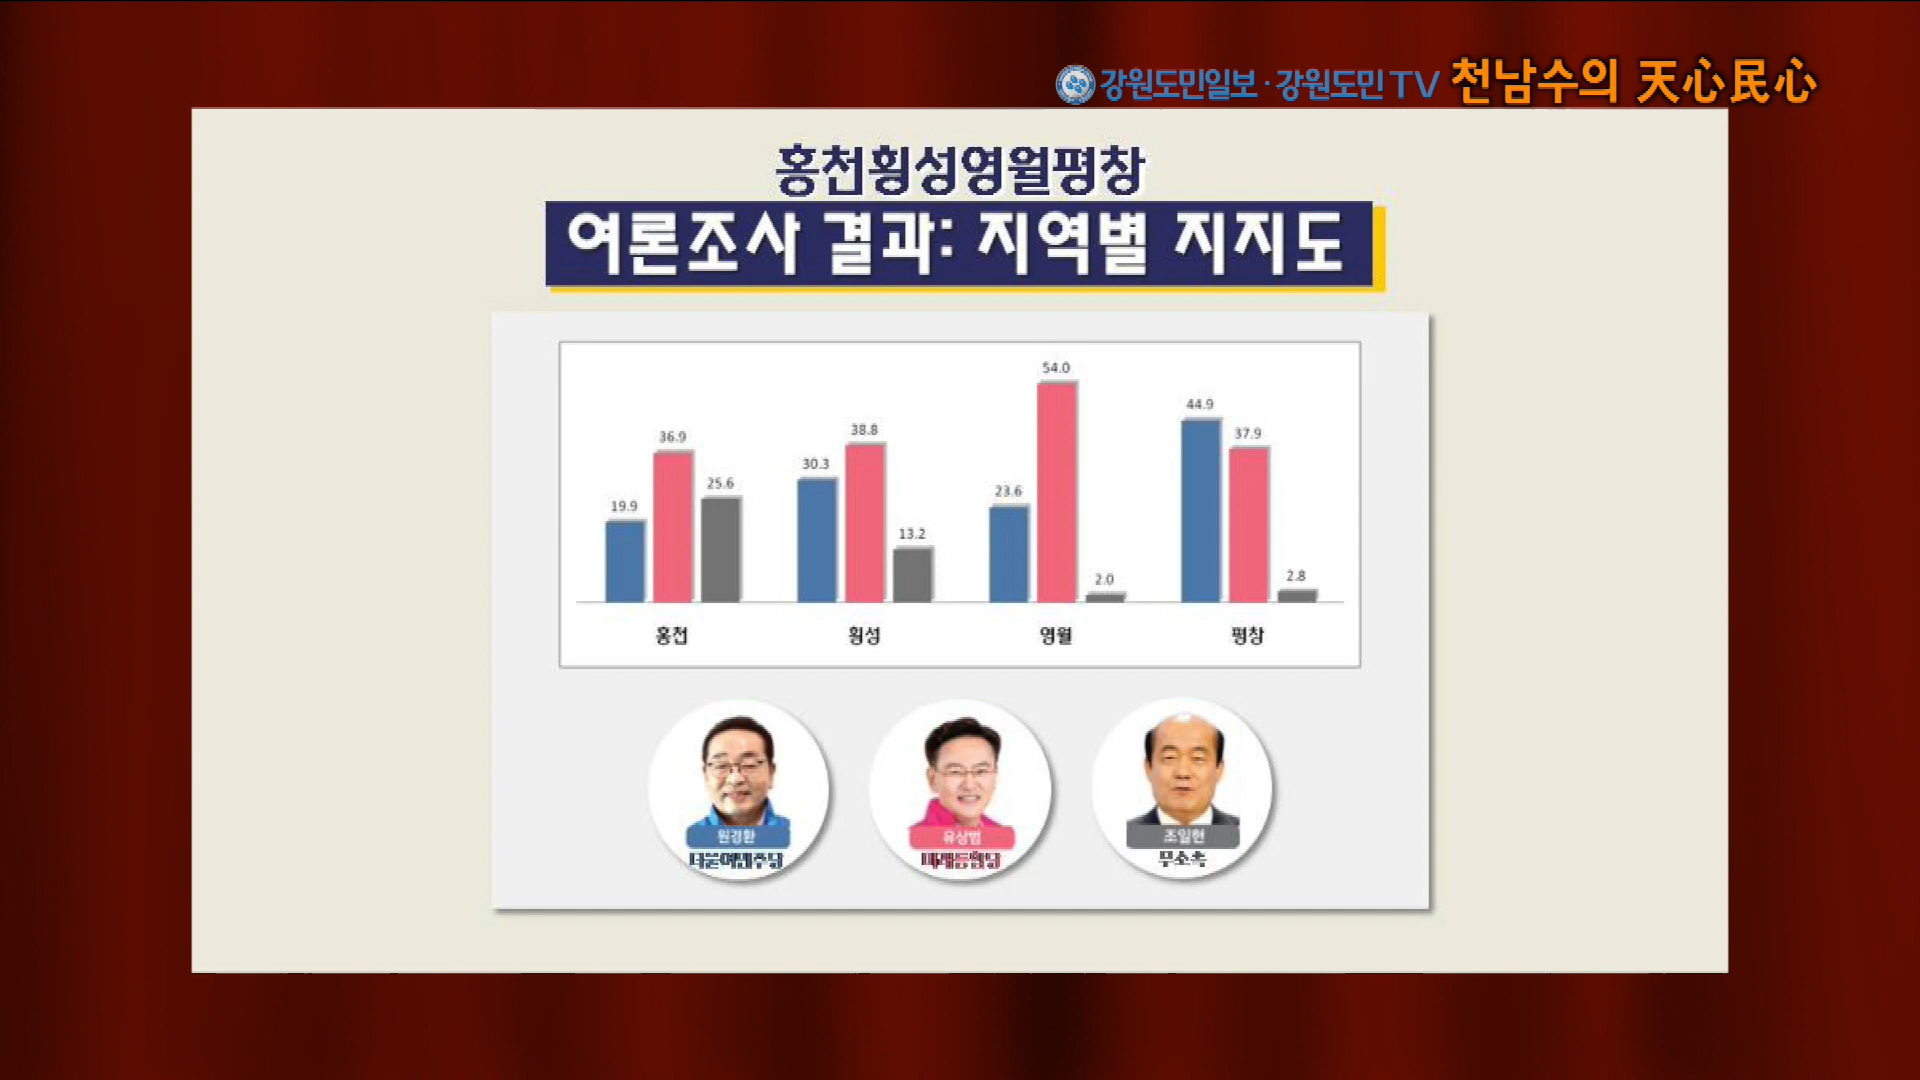 강원도민일보·강원도민TV 천남수의 天心民心
홍천횡성영월평창
여론조사 결과: 지역별 지지도
54.0
44.9
36.9 38.8 37.9
30.3
25.6 23.6
19.9
13.2
2.0 2.8
홍천 횡성 영월 평창
원경환 유상범 조일현
더불어민주당 미래통합당 무소속